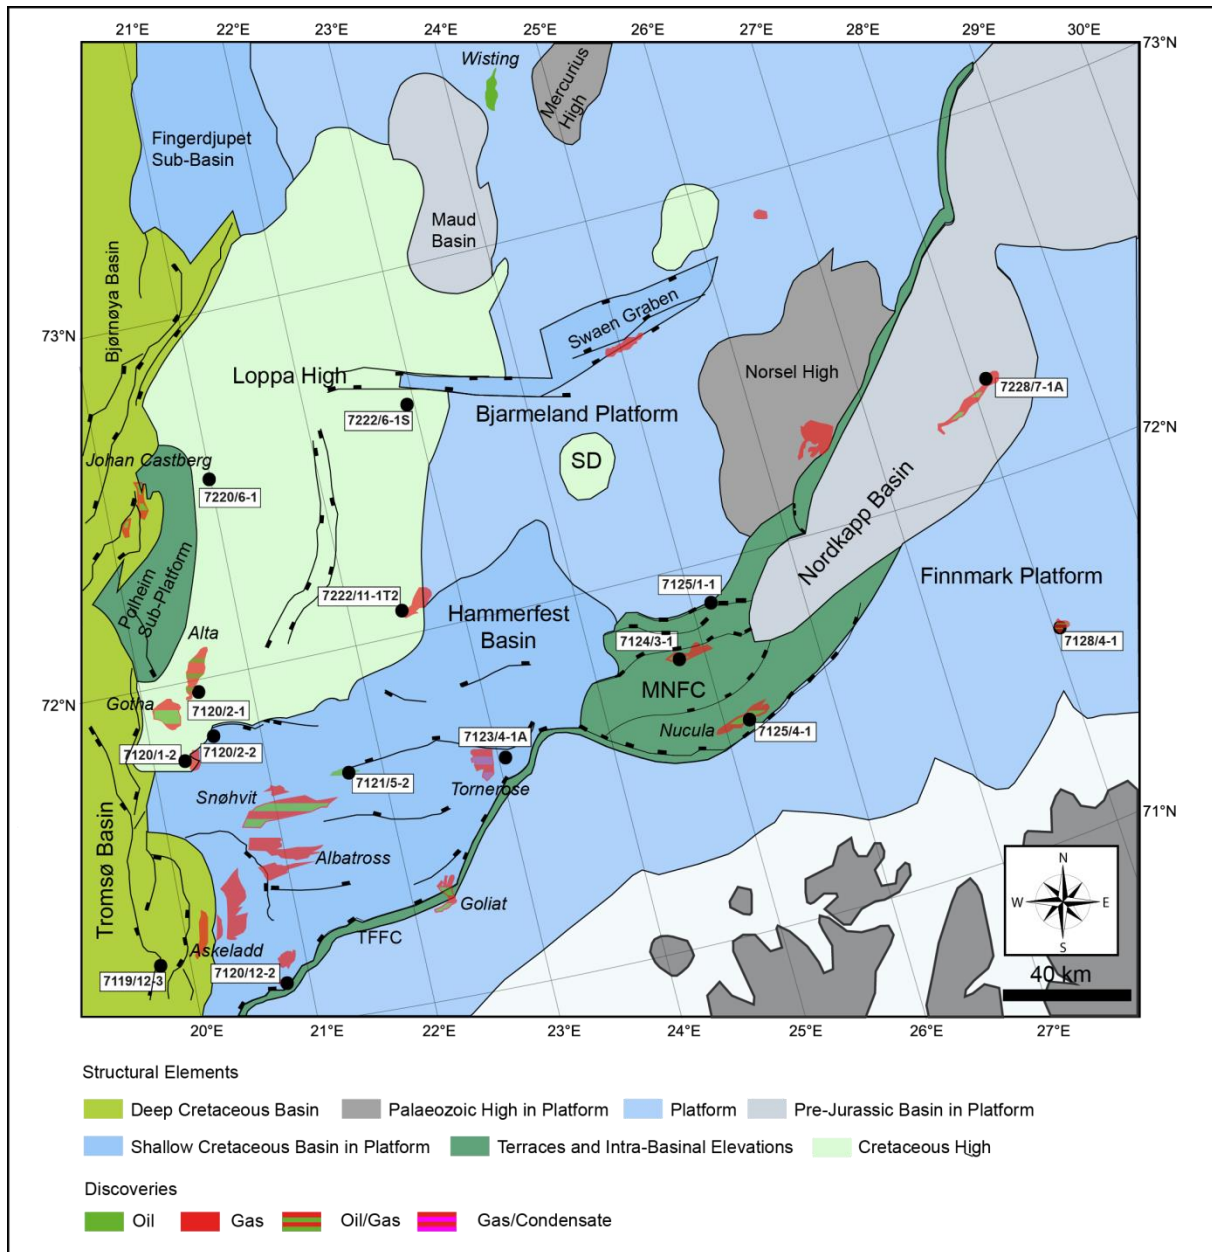 21°E 22°E 23°E 24°E 25°E 26°E 27°E 28°E 29°E 30°E
73°N
Wisting
Mercurius
High
Fingerdjupet
Sub-Basin
Maud
Basin
Bjørnøya Basin
73°N
Swaen Graben
Loppa High
Norsel High
7228/7-1A
7222/6-1S
Bjarmeland Platform
72°N
Johan Castberg
SD
7220/6-1
Nordkapp Basin
Polheim
Sub-Platform
7222/11-1T2
Hammerfest
Basin
7125/1-1
Finnmark Platform
7124/3-1
7128/4-1
Alta
MNFC
Gotha
72°N
7120/2-1
Nucula
7125/4-1
7123/4-1A
7120/1-2
7120/2-2
7121/5-2
Tornerose
Snøhvit
71°N
Tromsø Basin
Albatross
N
W E
S
Goliat
TFFC
Askeladd
7119/12-3
7120/12-2
40 km
20°E 21°E 22°E 23°E 24°E 25°E 26°E 27°E
Structural Elements
Deep Cretaceous Basin Palaeozoic High in Platform Platform Pre-Jurassic Basin in Platform
Shallow Cretaceous Basin in Platform Terraces and Intra-Basinal Elevations Cretaceous High
Discoveries
Oil Gas Oil/Gas Gas/Condensate